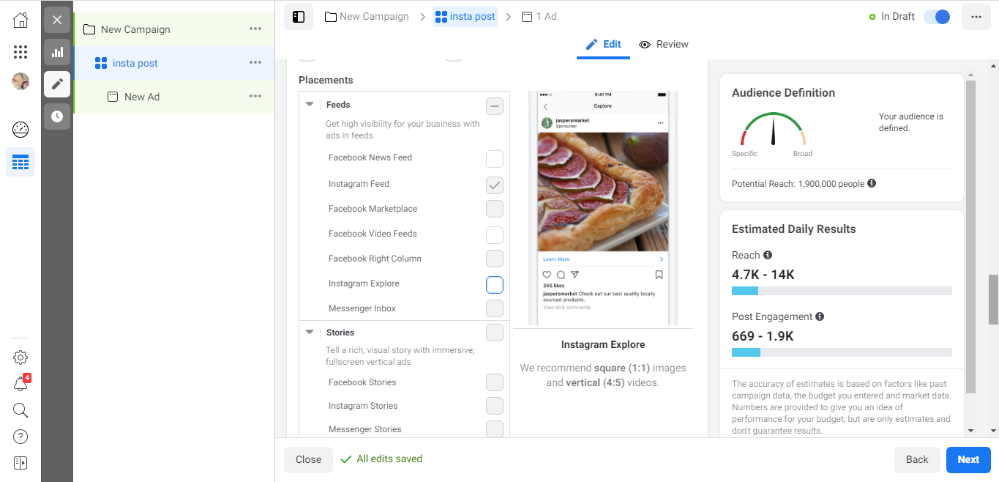 New Campaign
insta post
New Ad
4
New Campaign
insta post
1 Ad
In Draft
Edit
Review
Placements
Feeds
Get high visibility for your business with
ads in feeds
Facebook News Feed
Instagram Feed
Facebook Marketplace
Facebook Video Feeds
Facebook Right Column
Instagram Explore
Messenger Inbox
Stories
Tell a rich, visual story with immersive,
fullscreen vertical ads
Facebook Stories
Instagram Stories
Messenger Stories
9:41 PM
Explore
jaspersmarket
Sponsored
Learn More
345 likes
jaspersmarket Check out our best quality locally
sourced products.
View all 8 comments
Instagram Explore
We recommend square (1:1) images
and vertical (4:5) videos.
Audience Definition
Specific
Broad
Your audience is
defined.
Potential Reach: 1,900,000 people
Estimated Daily Results
Reach
4.7K - 14K
Post Engagement
669 - 1.9K
The accuracy of estimates is based on factors like past
campaign data, the budget you entered and market data.
Numbers are provided to give you an idea of
performance for your budget, but are only estimates and
don't guarantee results.
Close
All edits saved
Back
Next